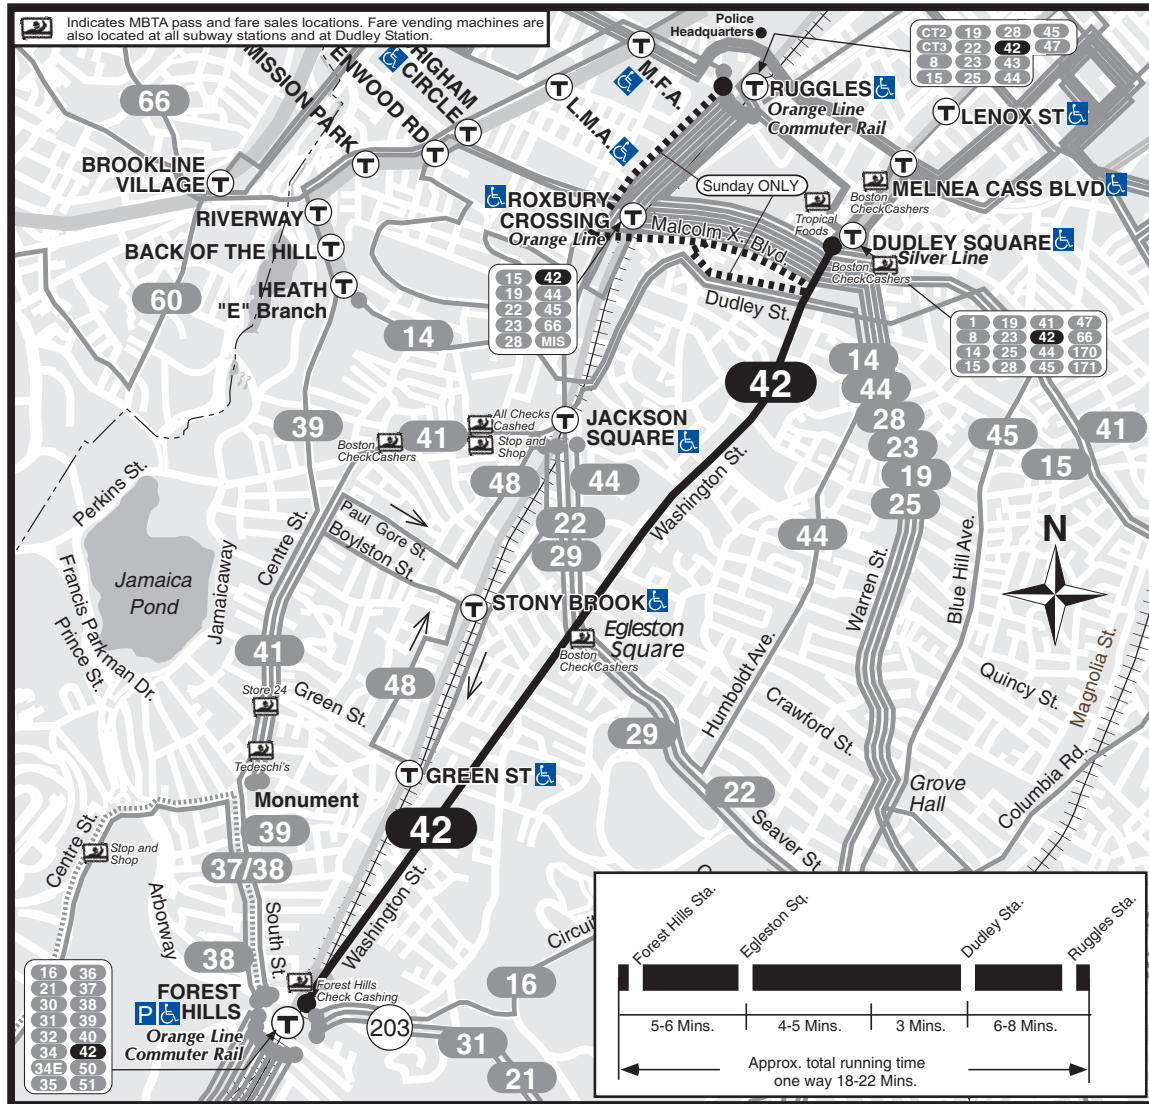 Indicates MBTA pass and fare sales locations. Fare vending machines are
also located at all subway stations and at Dudley Station.
Police
Headquarters
CT2 19 28 45
CT3 22 42 47
8 23 43
15 25 44
66
MISSION PARK
ENWOOD RD
RIGHAM
CIRCLE
L.M.A.
M.F.A.
RUGGLES
Orange Line
Commuter Rail
LENOX ST
BROOKLINE
VILLAGE
RIVERWAY
BACK OF THE HILL
HEATH
"E" Branch
ROXBURY
CROSSING
Orange Line
Sunday ONLY
Tropical
Foods
Boston
CheckCashers
MELNEA CASS BLVD
Malcolm X. Blvd
DUDLEY SQUARE
Silver Line
Boston
CheckCashers
Dudley St.
15 42
19 44
22 45
23 66
28 MIS
1 19 41 47
8 23 42 66
14 25 44 170
15 28 45 171
60
14
42
14
44
28
23
19
25
39
41
Boston
CheckCashers
All Checks
Cashed
Stop and
Shop
JACKSON
SQUARE
48
44
22
29
45
41
15
44
Washington St.
Perkins St.
Centre St.
Paul Gore St.
Boylston St.
Jamaica
Pond
Jamaicaway
Francis Parkman Dr.
Prince St.
STONY BROOK
Egleston
Square
Boston
CheckCashers
Warren St.
Blue Hill Ave.
Humboldt Ave.
N
Magnolia St.
Quincy St.
Crawford St.
Columbia Rd.
Grove
Hall
41
48
Store 24
Green St.
29
22
Seaver St.
Tedeschi's
Monument
GREEN ST
42
39
37/38
Centre St.
Stop and
Shop
Arborway
South St.
Washington St.
Circuit
38
16
203
31
21
Forest Hills
Check Cashing
FOREST
HILLS
P
Orange Line
Commuter Rail
16 36
21 37
30 38
31 39
32 40
34 42
34E 50
35 51
Forest Hills Sta.
Egleston Sq.
Dudley Sta.
Ruggles Sta.
5-6 Mins. 4-5 Mins. 3 Mins. 6-8 Mins.
Approx. total running time
one way 18-22 Mins.